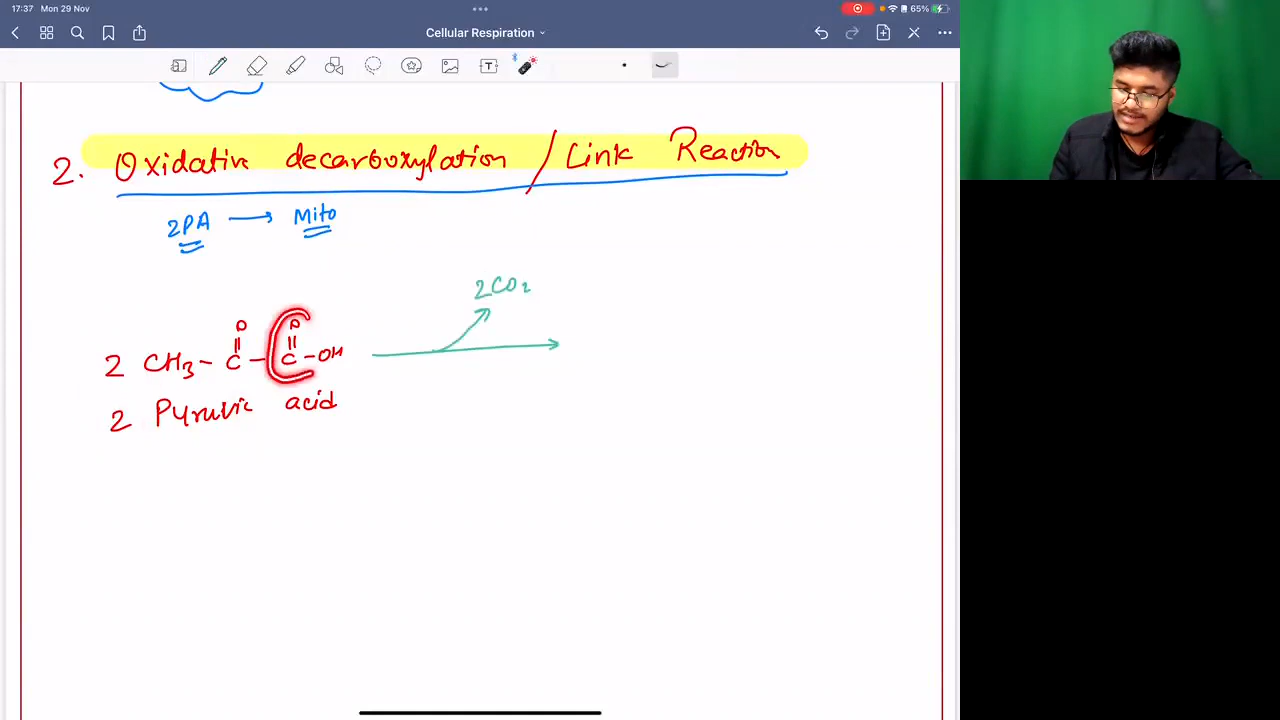 17:37 Mon 29 Nov
65%
Cellular Respiration
T
2. Oxidative decarboxylation / Link Reaction
2PA → Mito
2CO₂
O O
|| ||
2 CH₃ - C - C - OH
2 Pyruvic acid